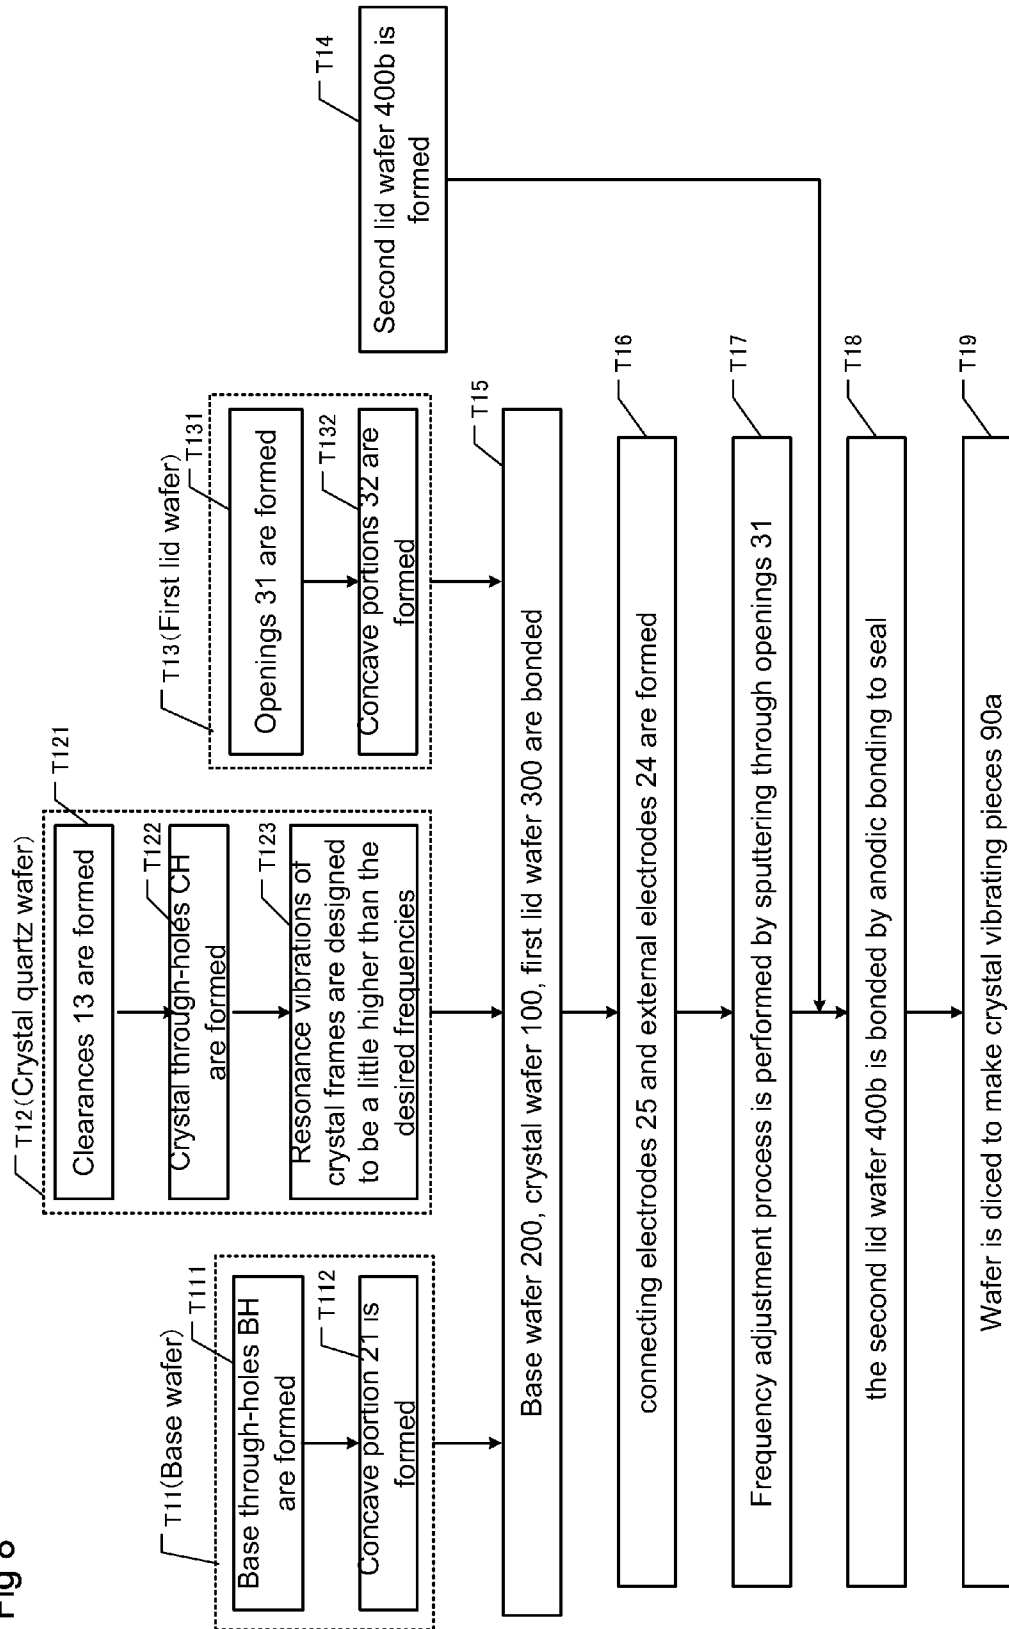 Fig
T12(Crystal quartz wafer)
T121
Clearances 13 are formed
T122
Crystal through-holes CH
are formed
T123
Resonance vibrations of
crystal frames are designed
to be a little higher than the
desired frequencies
T11(Base wafer)
T111
Base through-holes BH
are formed
T112
Concave portion 21 is
formed
T13(First lid wafer)
T131
Openings 31 are formed
T132
Concave portions 32 are
formed
T14
Second lid wafer 400b is
formed
T15
Base wafer 200, crystal wafer 100, first lid wafer 300 are bonded
T16
connecting electrodes 25 and external electrodes 24 are formed
T17
Frequency adjustment process is performed by sputtering through openings 31
T18
the second lid wafer 400b is bonded by anodic bonding to seal
T19
Wafer is diced to make crystal vibrating pieces 90a